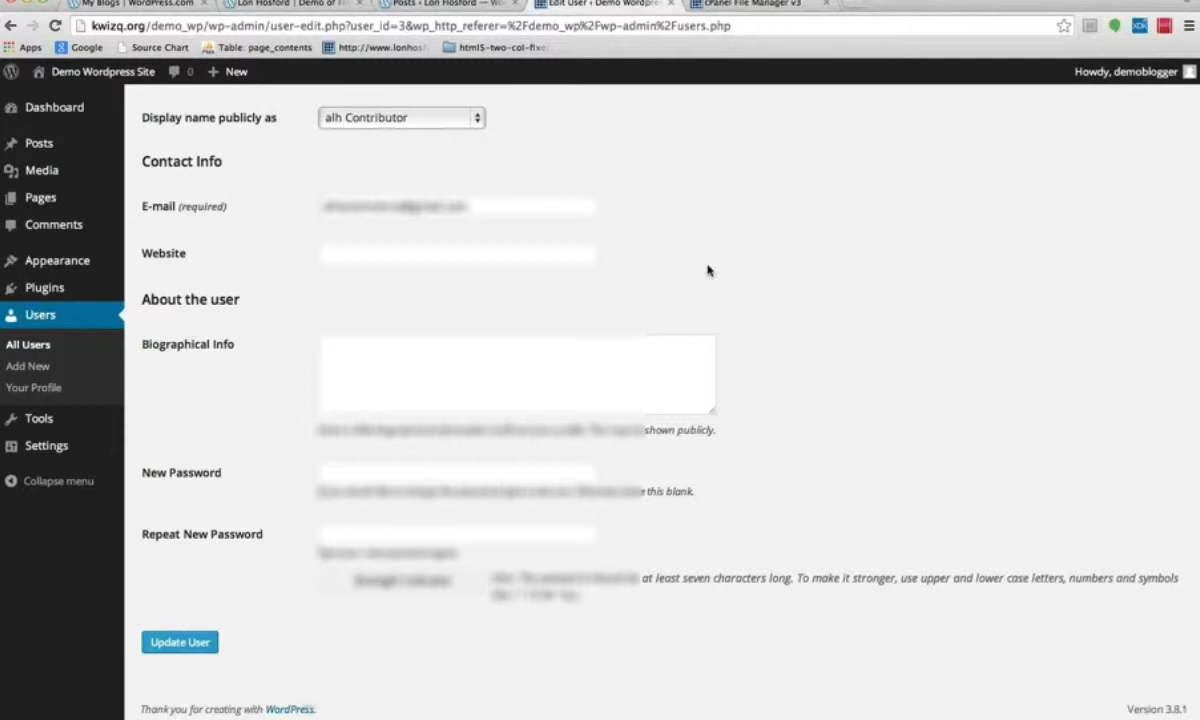 My Blogs | WordPress.com
Lon Hosford | Demo of
Posts ‹ Lon Hosford — Wo
Edit User ‹ Demo Wordpres
cPanel File Manager v3
kwizq.org/demo_wp/wp-admin/user-edit.php?user_id=3&wp_http_referer=%2Fdemo_wp%2Fwp-admin%2Fusers.php
Apps Google Source Chart Table: page_contents http://www.lonhos html5-two-col-fixe
Demo Wordpress Site 0 + New Howdy, demoblogger
Dashboard
Posts
Media
Pages
Comments
Appearance
Plugins
Users
All Users
Add New
Your Profile
Tools
Settings
Collapse menu
Display name publicly as alh Contributor
Contact Info
E-mail (required)
Website
About the user
Biographical Info
shown publicly.
New Password
this blank.
Repeat New Password
at least seven characters long. To make it stronger, use upper and lower case letters, numbers and symbols
Update User
Thank you for creating with WordPress.
Version 3.8.1